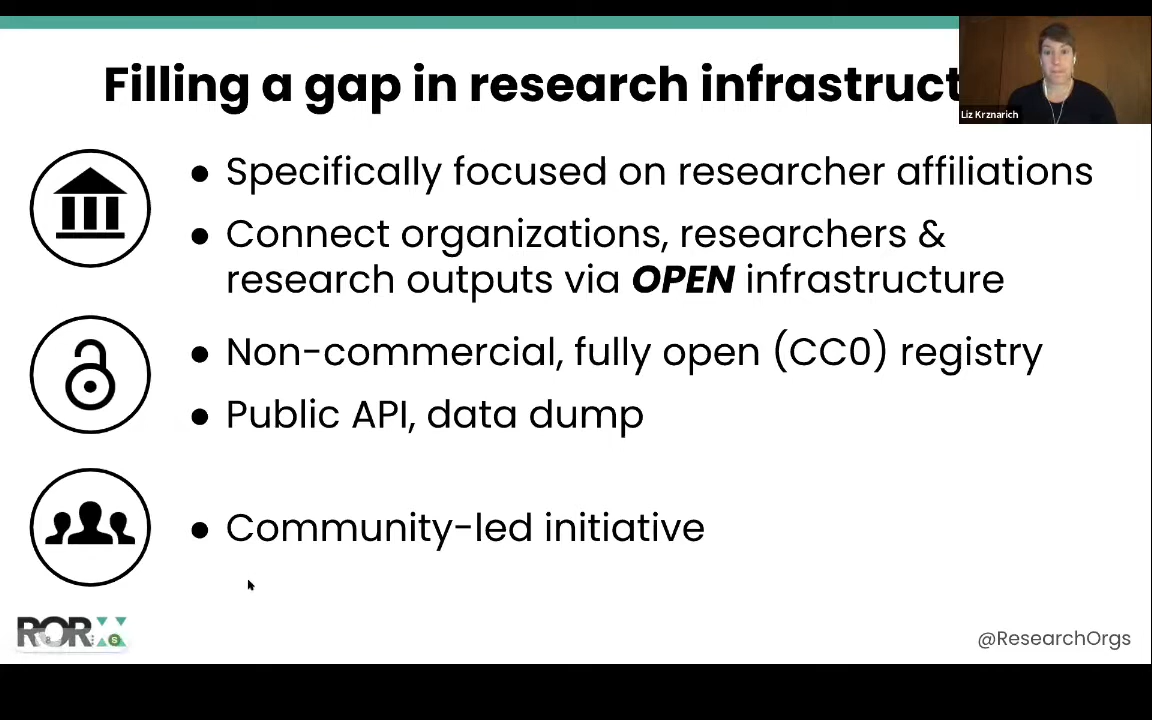 Filling a gap in research infrastruct
Liz Krznarich
● Specifically focused on researcher affiliations
● Connect organizations, researchers &
research outputs via OPEN infrastructure
● Non-commercial, fully open (CC0) registry
● Public API, data dump
● Community-led initiative
ROR
@ResearchOrgs